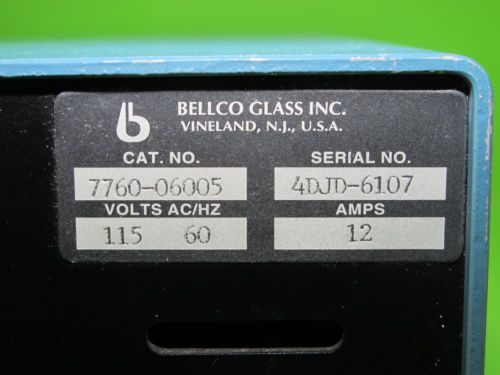 b BELLCO GLASS INC.
VINELAND, N.J., U.S.A.
CAT. NO. SERIAL NO.
7760-06005 4DJD-6107
VOLTS AC/HZ AMPS
115 60 12